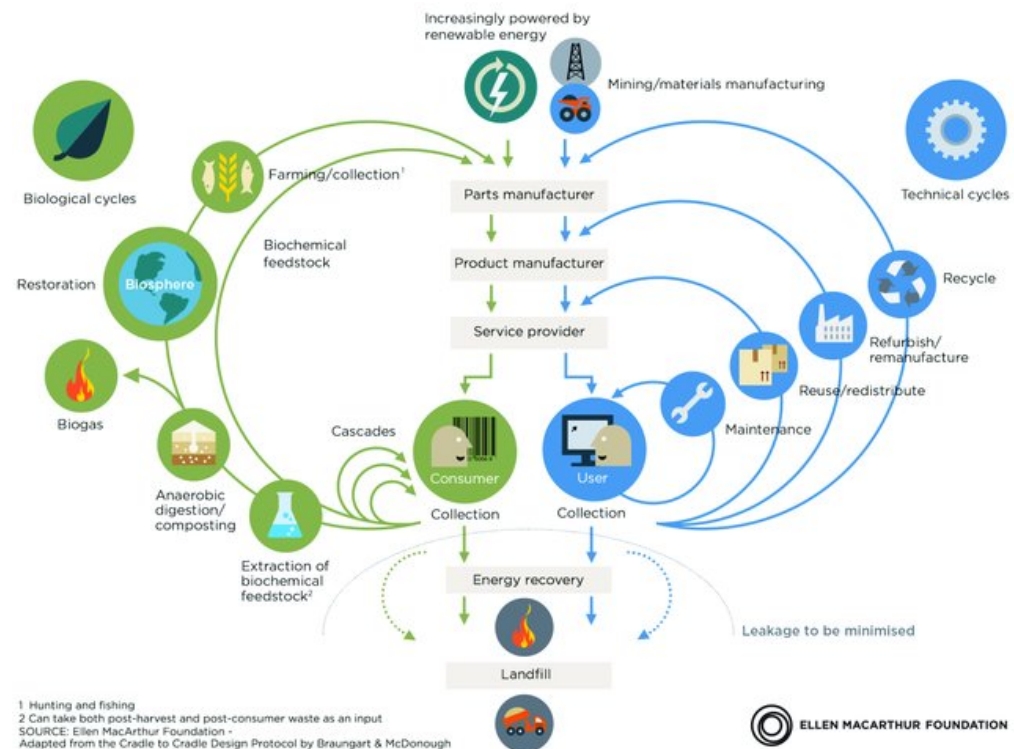 Increasingly powered by
renewable energy
Mining/materials manufacturing
Biological cycles
Technical cycles
Farming/collection¹
Parts manufacturer
Biochemical
feedstock
Product manufacturer
Restoration
Biosphere
Recycle
Service provider
Refurbish/
remanufacture
Reuse/redistribute
Biogas
Cascades
Maintenance
Consumer
User
Anaerobic
digestion/
composting
Collection
Collection
Extraction of
biochemical
feedstock²
Energy recovery
Leakage to be minimised
Landfill
1 Hunting and fishing
2 Can take both post-harvest and post-consumer waste as an input
SOURCE: Ellen MacArthur Foundation -
Adapted from the Cradle to Cradle Design Protocol by Braungart & McDonough
ELLEN MACARTHUR FOUNDATION